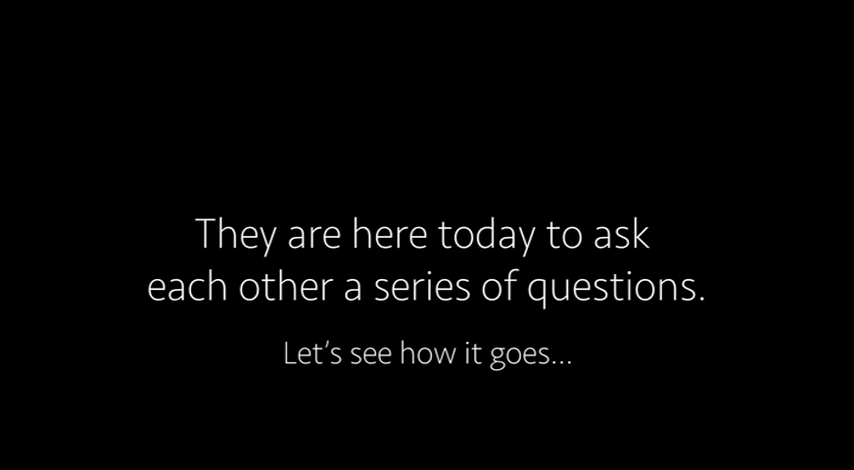 They are here today to ask
each other a series of questions.
Let’s see how it goes...